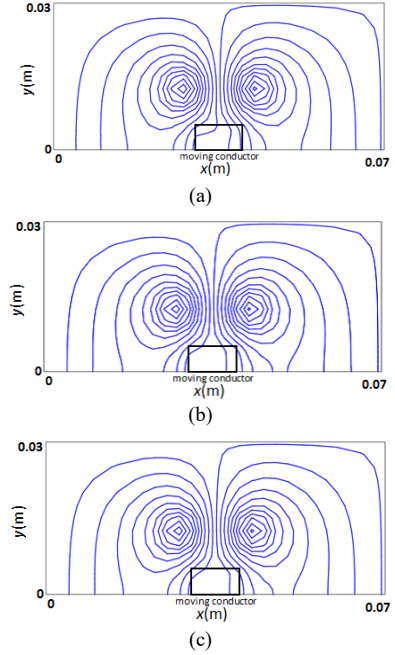 0.03
y(m)
0
0
moving conductor
0.07
x(m)
(a)
0.03
y(m)
0
0
moving conductor
0.07
x(m)
(b)
0.03
y(m)
0
0
moving conductor
0.07
x(m)
(c)